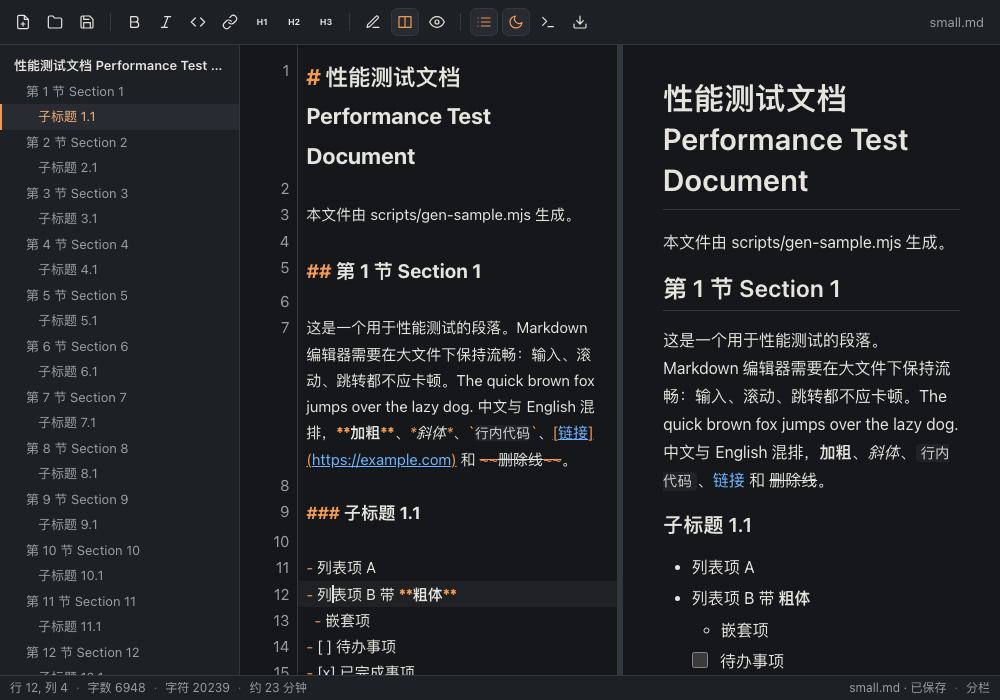 B I <> H1 H2 H3 small.md
性能测试文档 Performance Test ...
第 1 节 Section 1
子标题 1.1
第 2 节 Section 2
子标题 2.1
第 3 节 Section 3
子标题 3.1
第 4 节 Section 4
子标题 4.1
第 5 节 Section 5
子标题 5.1
第 6 节 Section 6
子标题 6.1
第 7 节 Section 7
子标题 7.1
第 8 节 Section 8
子标题 8.1
第 9 节 Section 9
子标题 9.1
第 10 节 Section 10
子标题 10.1
第 11 节 Section 11
子标题 11.1
第 12 节 Section 12
1 # 性能测试文档
Performance Test
Document
2
3 本文件由 scripts/gen-sample.mjs 生成。
4
5 ## 第 1 节 Section 1
6
7 这是一个用于性能测试的段落。Markdown
编辑器需要在大文件下保持流�：输入、滚
动、跳转都不应卡顿。The quick brown fox
jumps over the lazy dog. 中文与 English 混
排，**加粗**、*斜体*、`行内代码`、[链接]
(https://example.com) 和 ~~删除线~~。
8
9 ### 子标题 1.1
10
11 - 列表项 A
12 - 列表项 B 带 **粗体**
13 - 嵌套项
14 - [ ] 待办事项
15 - [x] 已完成事项
性能测试文档
Performance Test
Document
本文件由 scripts/gen-sample.mjs 生成。
第 1 节 Section 1
这是一个用于性能测试的段落。
Markdown 编辑器需要在大文件下保持流
畅：输入、滚动、跳转都不应卡顿。The
quick brown fox jumps over the lazy dog.
中文与 English 混排，加粗、斜体、行内
代码、链接 和 删除线。
子标题 1.1
• 列表项 A
• 列表项 B 带 粗体
◦ 嵌套项
待办事项
行 12, 列 4 · 字数 6948 · 字符 20239 · 约 23 分钟
small.md · 已保存 · 分栏